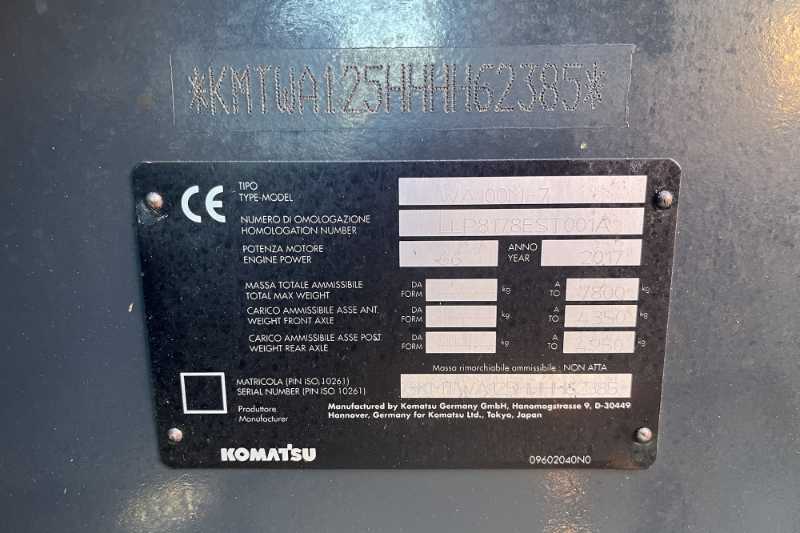 *KMTWA125HHHH62385*
CE
TIPO
TYPE-MODEL
WA100M-7
NUMERO DI OMOLOGAZIONE
HOMOLOGATION NUMBER
LLP8178EST001A
POTENZA MOTORE
ENGINE POWER
ANNO
YEAR
2017
MASSA TOTALE AMMISSIBILE
TOTAL MAX WEIGHT
DA
FORM
kg
A
TO
7800
kg
CARICO AMMISSIBILE ASSE ANT.
WEIGHT FRONT AXLE
DA
FORM
kg
A
TO
4350
kg
CARICO AMMISSIBILE ASSE POST.
WEIGHT REAR AXLE
DA
FORM
kg
A
TO
kg
Massa rimorchiabile ammissibile : NON ATTA
MATRICOLA (PIN ISO 10261)
SERIAL NUMBER (PIN ISO 10261)
Produttore
Manufacturer
Manufactured by Komatsu Germany GmbH, Hanomagstrasse 9, D-30449
Hannover, Germany for Komatsu Ltd., Tokyo, Japan
KOMATSU
09602040N0